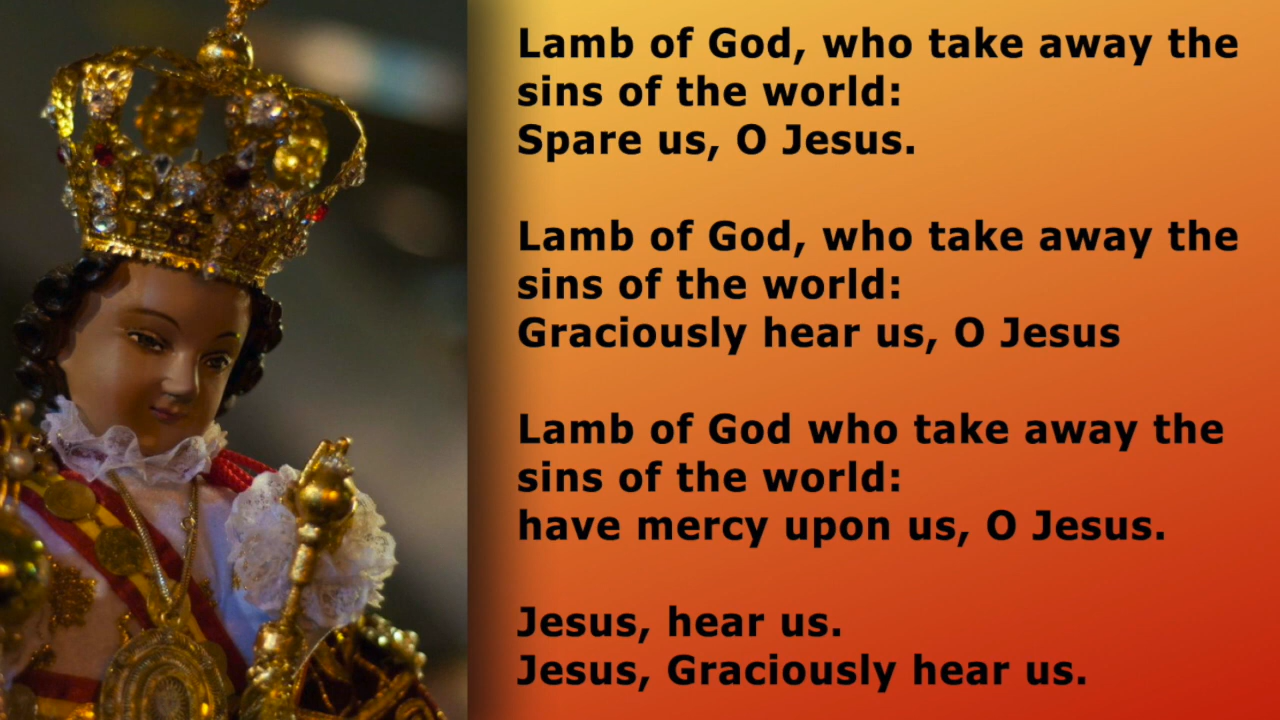 Lamb of God, who take away the
sins of the world:
Spare us, O Jesus.
Lamb of God, who take away the
sins of the world:
Graciously hear us, O Jesus
Lamb of God who take away the
sins of the world:
have mercy upon us, O Jesus.
Jesus, hear us.
Jesus, Graciously hear us.